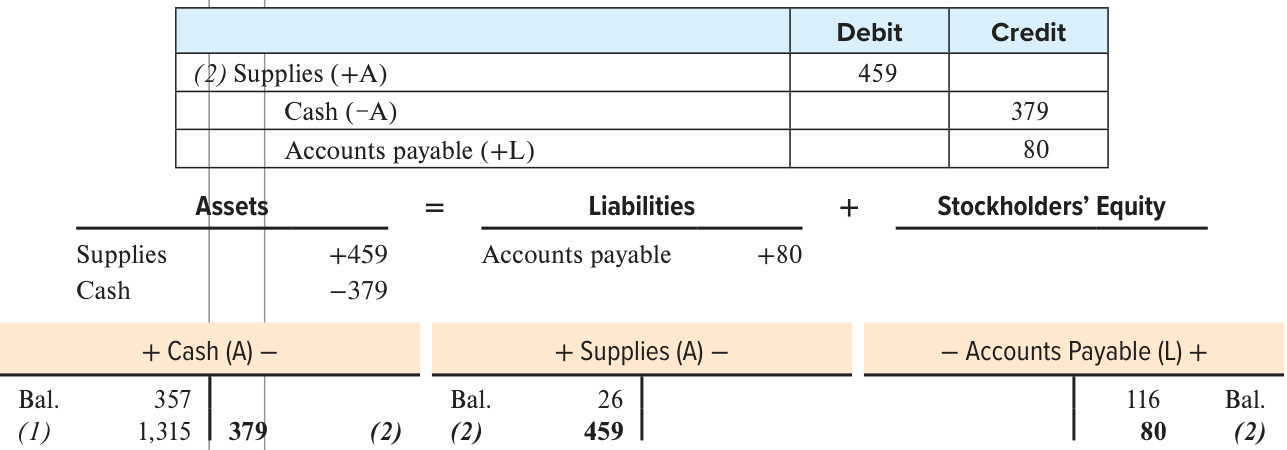 Debit Credit
(2) Supplies (+A) 459
Cash (−A) 379
Accounts payable (+L) 80
Assets = Liabilities + Stockholders’ Equity
Supplies +459 Accounts payable +80
Cash −379
+ Cash (A) − + Supplies (A) − − Accounts Payable (L) +
Bal. 357 Bal. 26 116 Bal.
(1) 1,315 379 (2) (2) 459 80 (2)